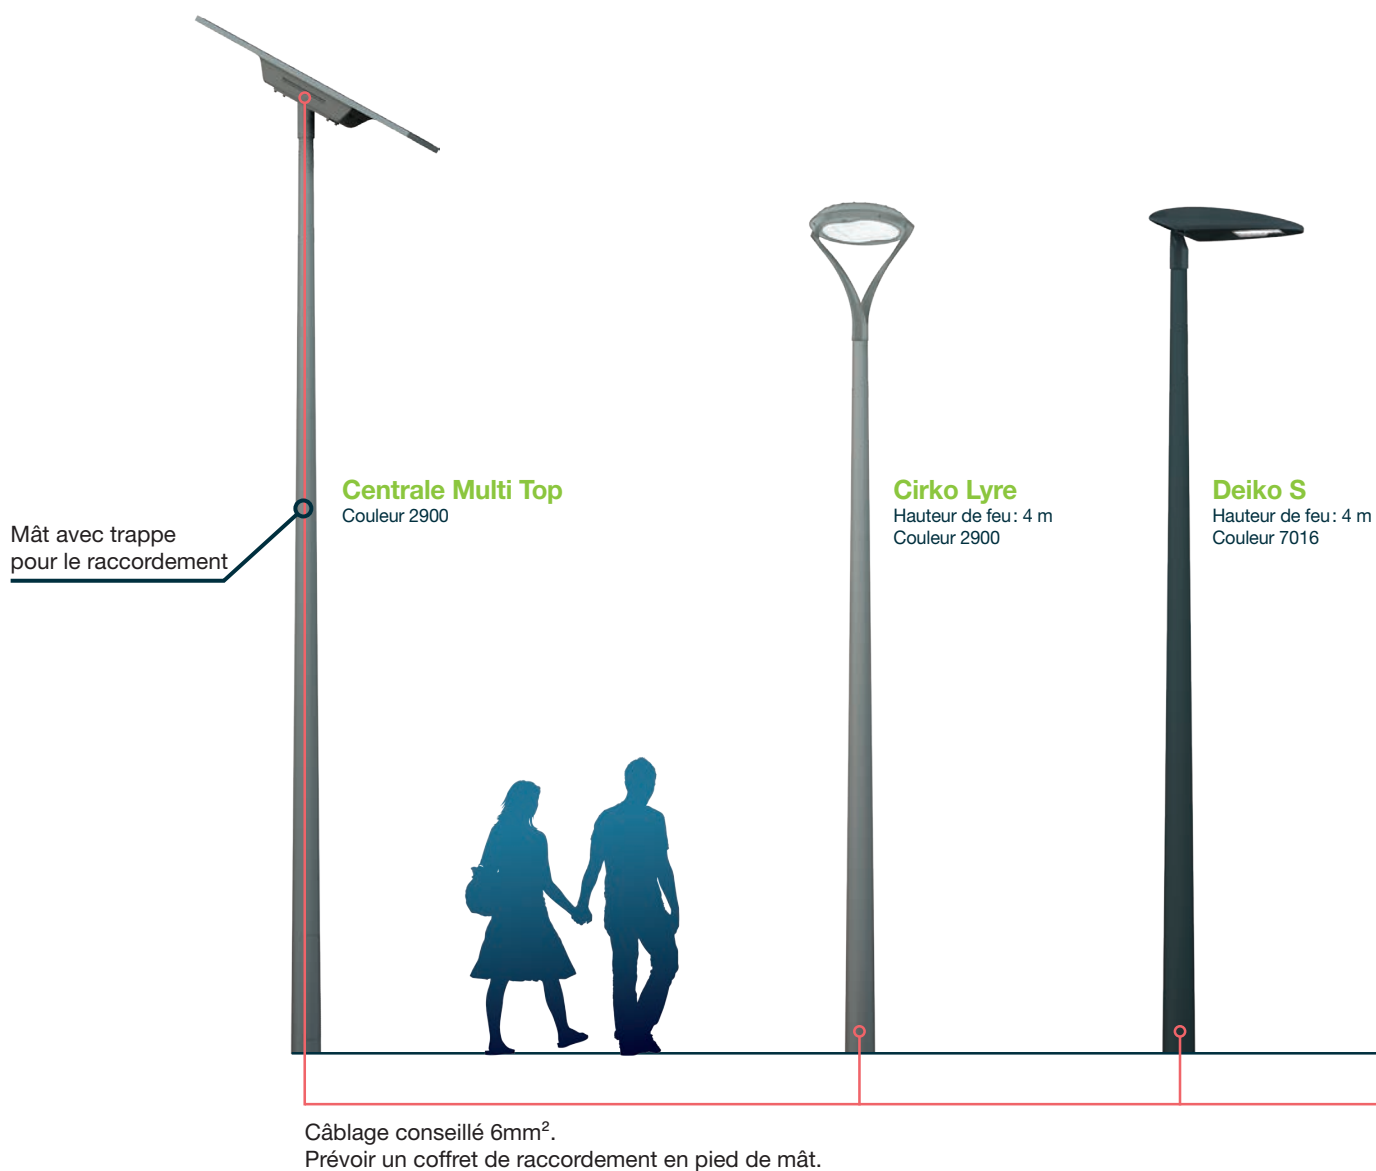 Centrale Multi Top
Couleur 2900
Cirko Lyre
Hauteur de feu : 4 m
Couleur 2900
Deiko S
Hauteur de feu : 4 m
Couleur 7016
Mât avec trappe
pour le raccordement
Câblage conseillé 6mm².
Prévoir un coffret de raccordement en pied de mât.